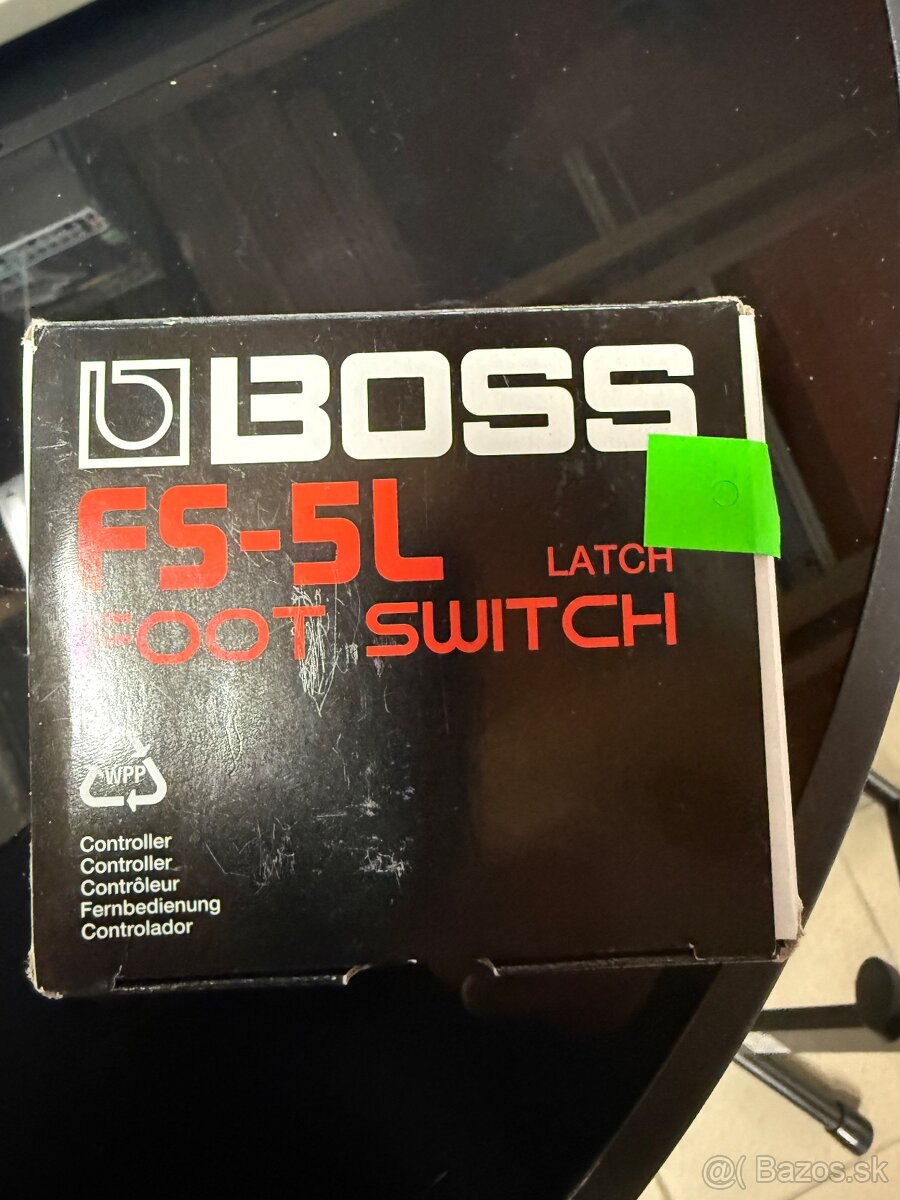 BOSS
FS-5L
LATCH
FOOT SWITCH
WPP
Controller
Controller
Contrôleur
Fernbedienung
Controlador
@( Bazos.sk